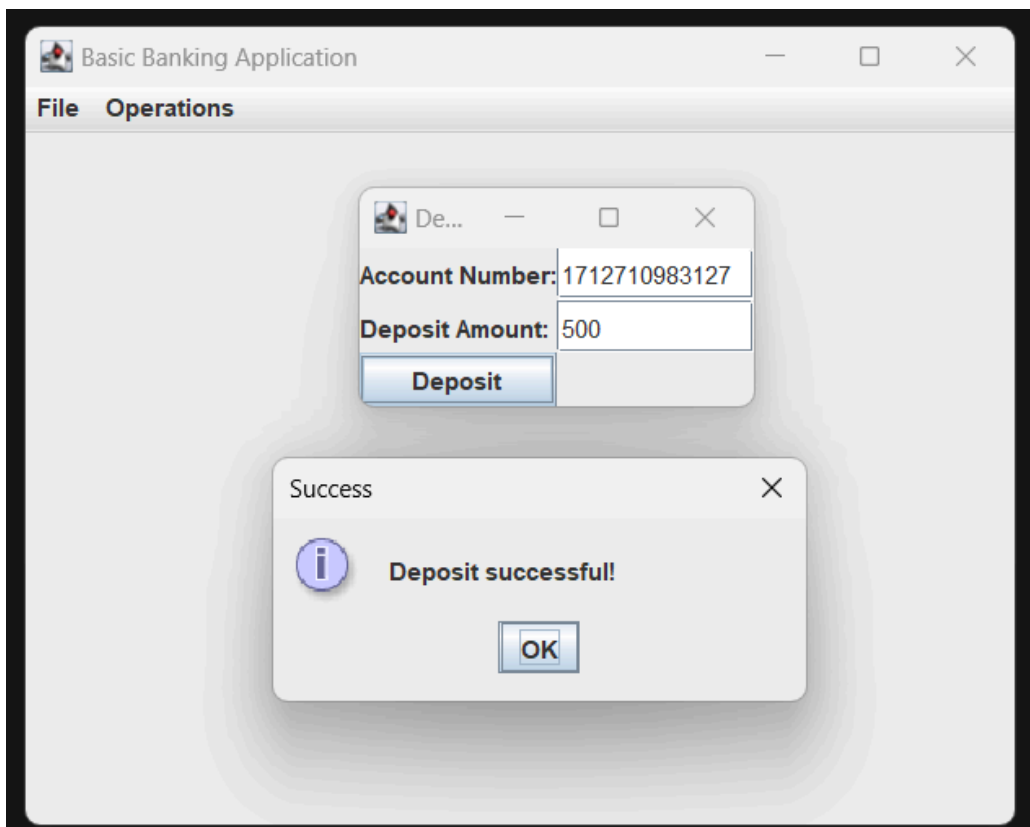 Basic Banking Application
File Operations
De...
Account Number: 1712710983127
Deposit Amount: 500
Deposit
Success
Deposit successful!
OK